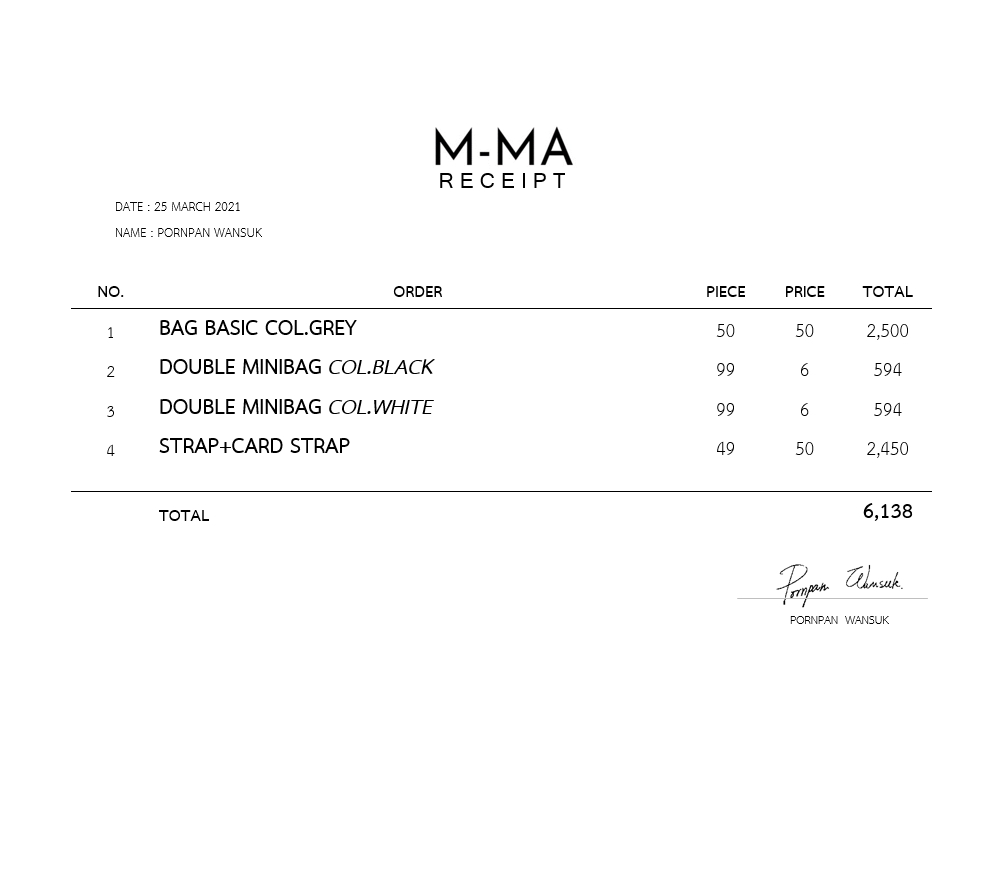 M-MA
RECEIPT
DATE : 25 MARCH 2021
NAME : PORNPAN WANSUK
NO. ORDER PIECE PRICE TOTAL
1 BAG BASIC COL.GREY 50 50 2,500
2 DOUBLE MINIBAG COL.BLACK 99 6 594
3 DOUBLE MINIBAG COL.WHITE 99 6 594
4 STRAP+CARD STRAP 49 50 2,450
TOTAL 6,138
Pornpan Wansuk.
PORNPAN WANSUK